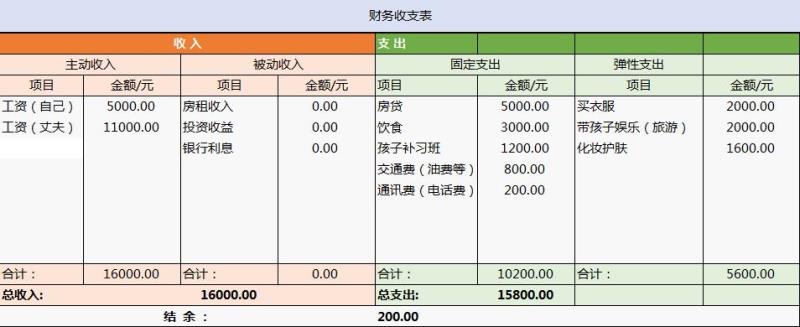 财务收支表
收入 支出
主动收入 被动收入 固定支出 弹性支出
项目 金额/元 项目 金额/元 项目 金额/元 项目 金额/元
工资（自己） 5000.00 房租收入 0.00 房贷 5000.00 买衣服 2000.00
工资（丈夫） 11000.00 投资收益 0.00 饮食 3000.00 带孩子娱乐（旅游） 2000.00
银行利息 0.00 孩子补习班 1200.00 化妆护肤 1600.00
交通费（油费等） 800.00
通讯费（电话费） 200.00
合计： 16000.00 合计： 0.00 合计： 10200.00 合计： 5600.00
总收入: 16000.00 总支出: 15800.00
结 余 ： 200.00